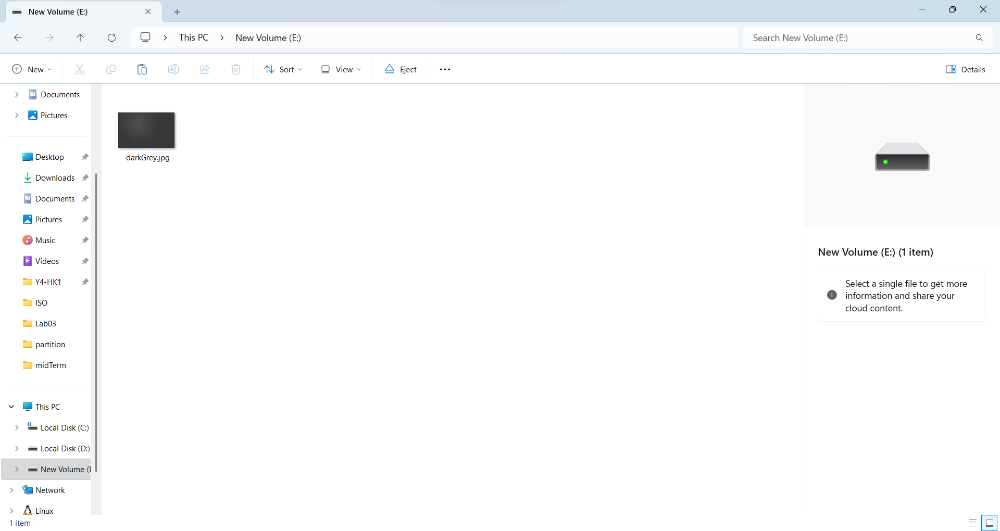 New Volume (E:)
This PC
New Volume (E:)
Search New Volume (E:)
New
Sort
View
Eject
Details
Documents
Pictures
Desktop
Downloads
Documents
Pictures
Music
Videos
Y4-HK1
ISO
Lab03
partition
midTerm
This PC
Local Disk (C:)
Local Disk (D:)
New Volume (E
Network
Linux
darkGrey.jpg
New Volume (E:) (1 item)
Select a single file to get more
information and share your
cloud content.
1 item